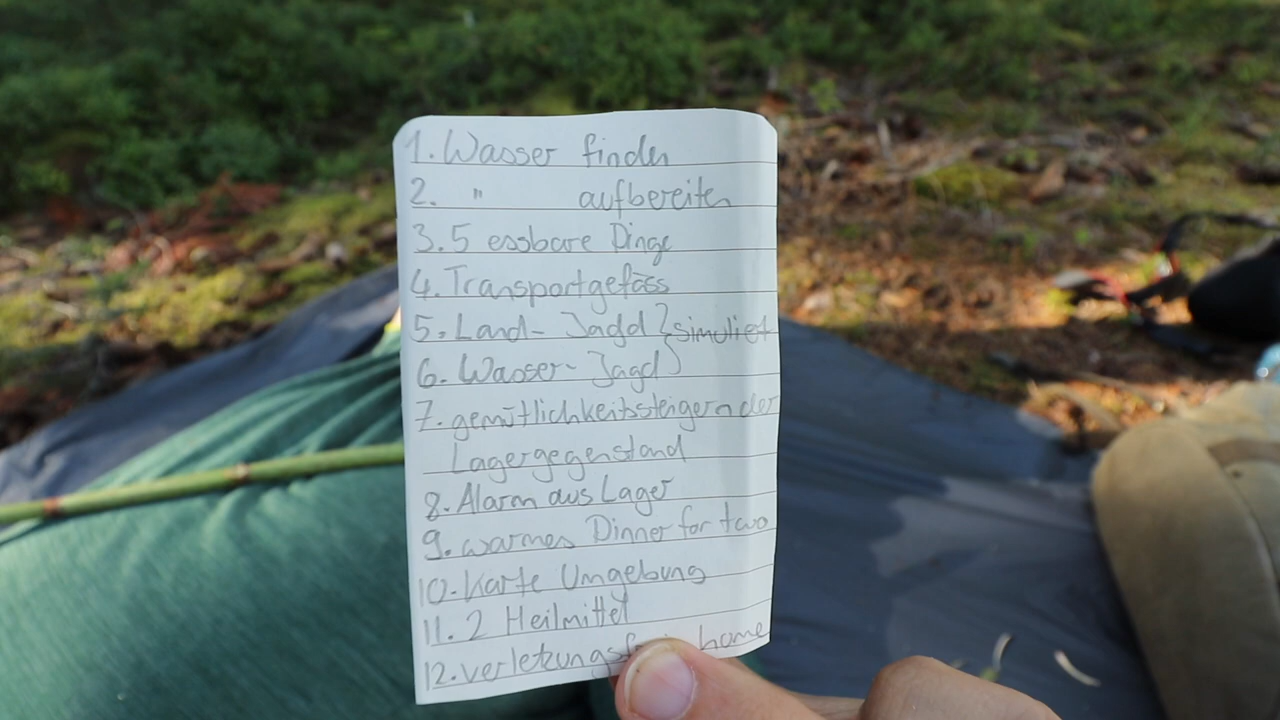 1. Wasser finden
2. " aufbereiten
3. 5 essbare Dinge
4. Transportgefäss
5. Land- Jagd } simuliert
6. Wasser- Jagd }
7. gemütlichkeitssteigernder
Lagergegenstand
8. Alarm aus Lager
9. warmes Dinner for two
10. Karte Umgebung
11. 2 Heilmittel
12. home